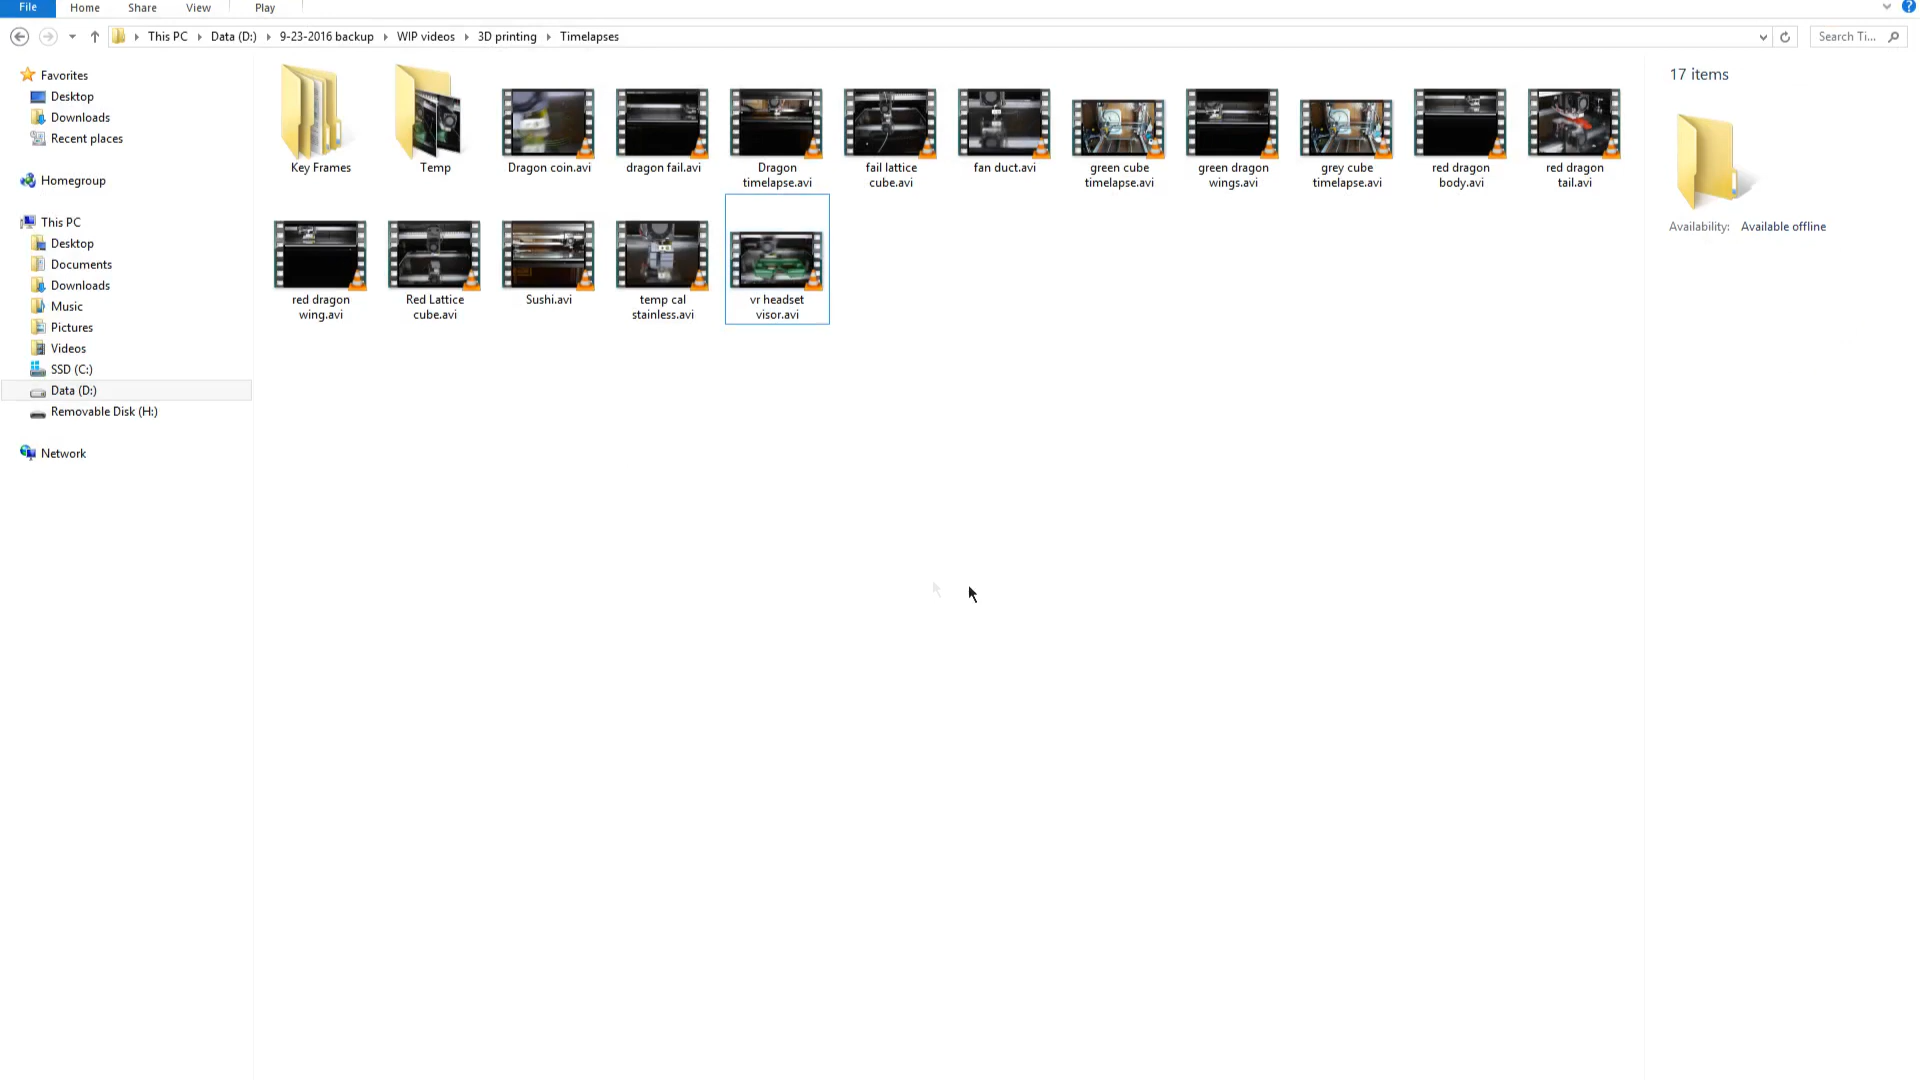 File Home Share View Play
This PC Data (D:) 9-23-2016 backup WIP videos 3D printing Timelapses
Search Ti...
Favorites
Desktop
Downloads
Recent places
Homegroup
This PC
Desktop
Documents
Downloads
Music
Pictures
Videos
SSD (C:)
Data (D:)
Removable Disk (H:)
Network
Key Frames
Temp
Dragon coin.avi
dragon fail.avi
Dragon
timelapse.avi
fail lattice
cube.avi
fan duct.avi
green cube
timelapse.avi
green dragon
wings.avi
grey cube
timelapse.avi
red dragon
body.avi
red dragon
tail.avi
red dragon
wing.avi
Red Lattice
cube.avi
Sushi.avi
temp cal
stainless.avi
vr headset
visor.avi
17 items
Availability: Available offline